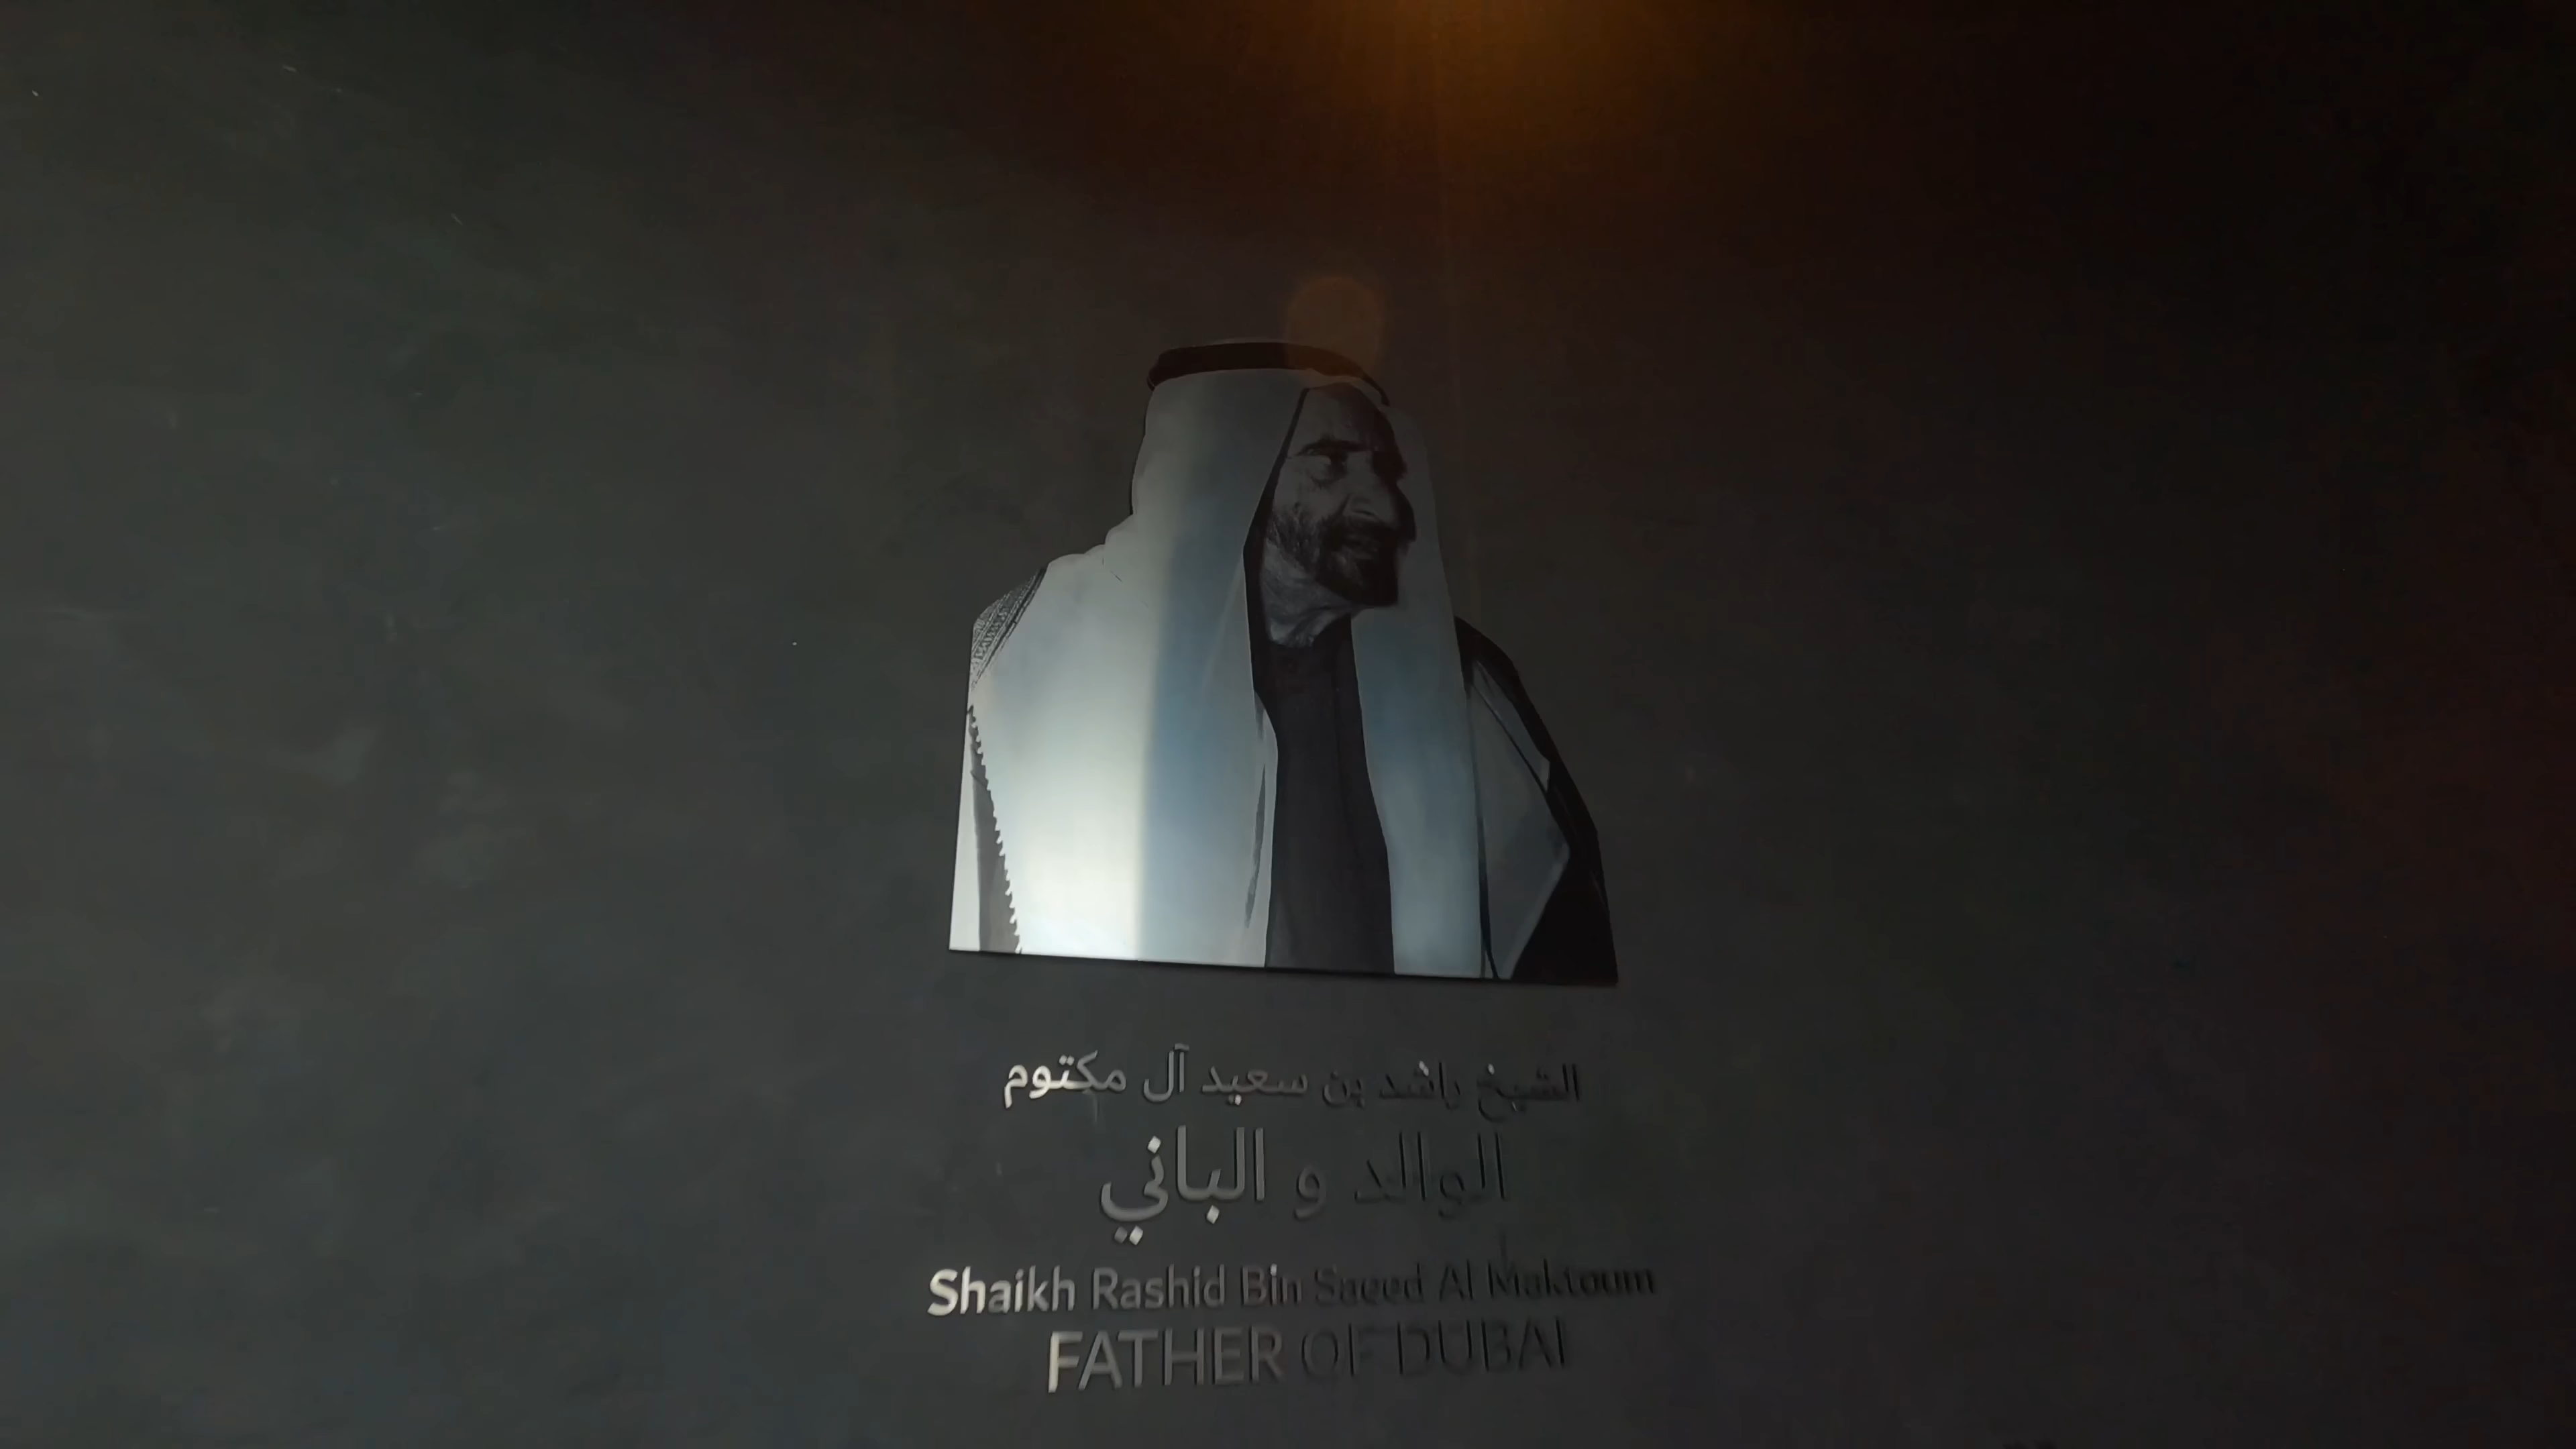 الشيخ راشد بن سعيد آل مكتوم
الوالد و الباني
Shaikh Rashid Bin Saeed Al Maktoum
FATHER OF DUBAI